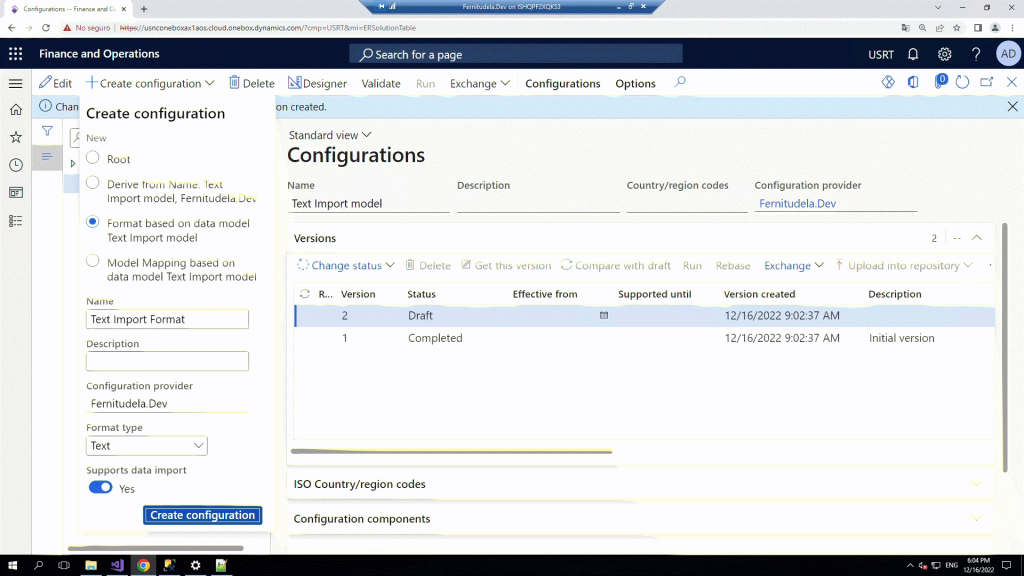 Configurations -- Finance and C
Fernitudela.Dev on ISHQPF2XIQKS3
No seguro
https://usnconeboxax1aos.cloud.onebox.dynamics.com/?cmp=USRT&mi=ERSolutionTable
Finance and Operations
Search for a page
USRT
AD
Edit
Create configuration
Delete
Designer
Validate
Run
Exchange
Configurations
Options
0
Chan
on created.
Create configuration
New
Root
Derive from Name: Text
Import model, Fernitudela.Dev
Format based on data model
Text Import model
Model Mapping based on
data model Text Import model
Name
Text Import Format
Description
Configuration provider
Fernitudela.Dev
Format type
Text
Supports data import
Yes
Create configuration
Standard view
Configurations
Name
Description
Country/region codes
Configuration provider
Text Import model
Fernitudela.Dev
Versions
2
--
Change status
Delete
Get this version
Compare with draft
Run
Rebase
Exchange
Upload into repository
R...
Version
Status
Effective from
Supported until
Version created
Description
2
Draft
12/16/2022 9:02:37 AM
1
Completed
12/16/2022 9:02:37 AM
Initial version
ISO Country/region codes
Configuration components
ENG
6:04 PM
12/16/2022